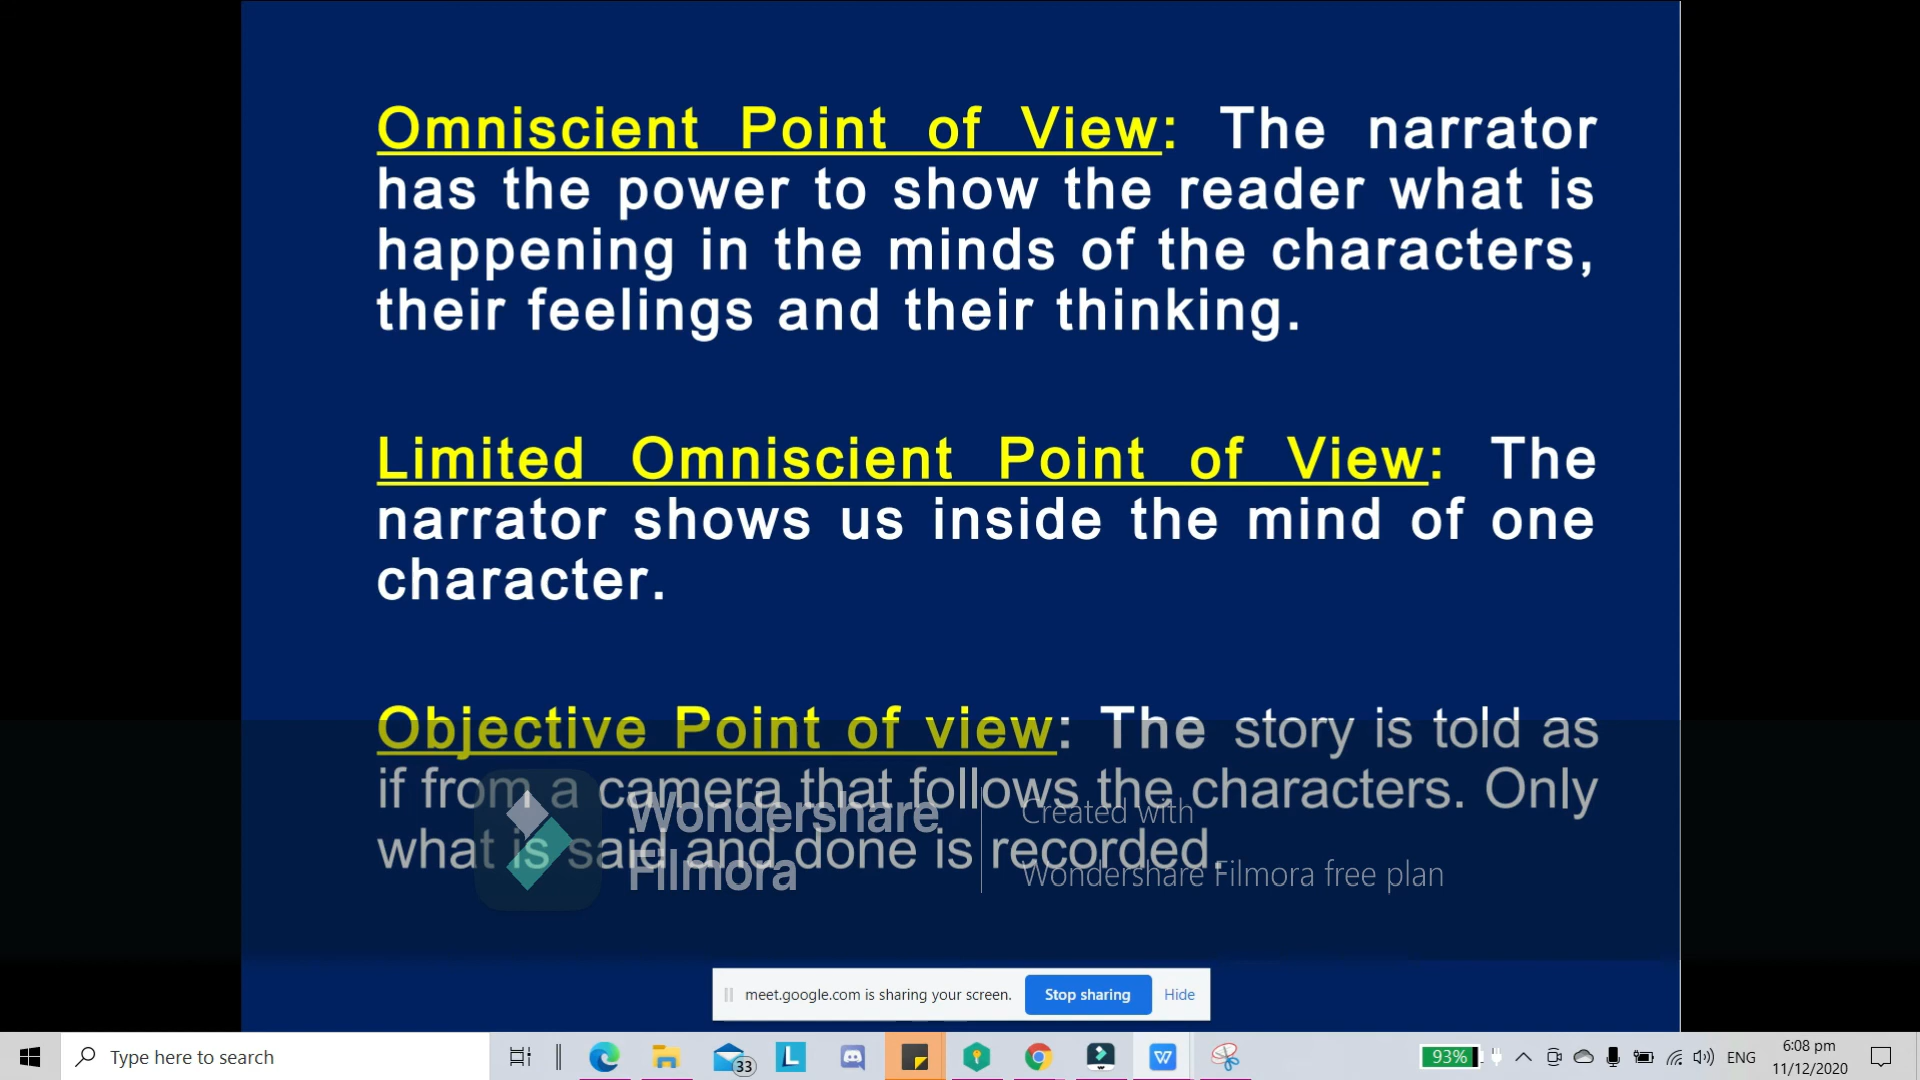 Omniscient Point of View: The narrator
has the power to show the reader what is
happening in the minds of the characters,
their feelings and their thinking.
Limited Omniscient Point of View: The
narrator shows us inside the mind of one
character.
Objective Point of view: The story is told as
if from a camera that follows the characters. Only
what is said and done is recorded.
Wondershare
Filmora
Created with
Wondershare Filmora free plan
meet.google.com is sharing your screen. Stop sharing Hide
Type here to search
33
L
W
93%
ENG
6:08 pm
11/12/2020